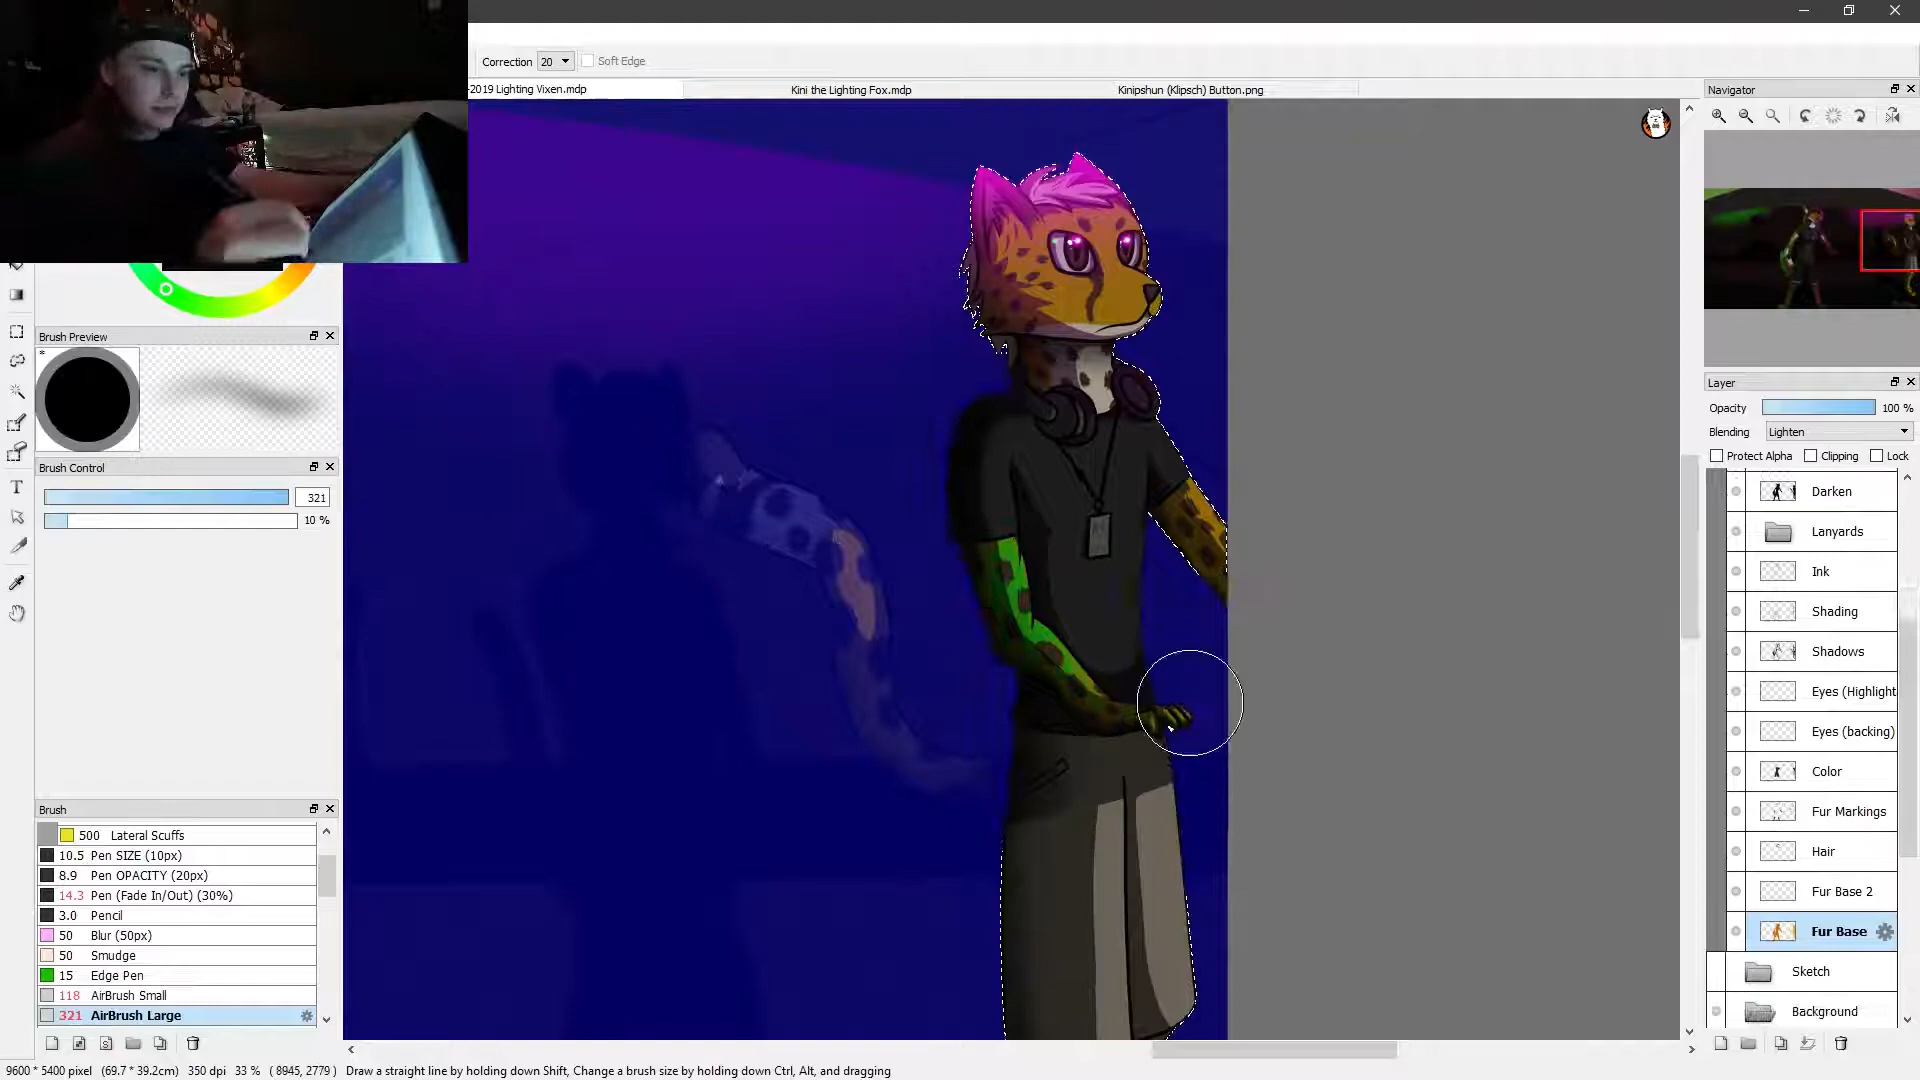 Correction 20 Soft Edge
-2019 Lighting Vixen.mdp
Kini the Lighting Fox.mdp
Kinipshun (Klipsch) Button.png
Navigator
Brush Preview
*
Brush Control
321
10 %
Layer
Opacity 100 %
Blending Lighten
Protect Alpha Clipping Lock
Darken
Lanyards
Ink
Shading
Shadows
Eyes (Highlight
Eyes (backing)
Color
Fur Markings
Hair
Fur Base 2
Fur Base
Sketch
Background
Brush
500 Lateral Scuffs
10.5 Pen SIZE (10px)
8.9 Pen OPACITY (20px)
14.3 Pen (Fade In/Out) (30%)
3.0 Pencil
50 Blur (50px)
50 Smudge
15 Edge Pen
118 AirBrush Small
321 AirBrush Large
9600 * 5400 pixel (69.7 * 39.2cm) 350 dpi 33 % ( 8945, 2779 ) Draw a straight line by holding down Shift, Change a brush size by holding down Ctrl, Alt, and dragging